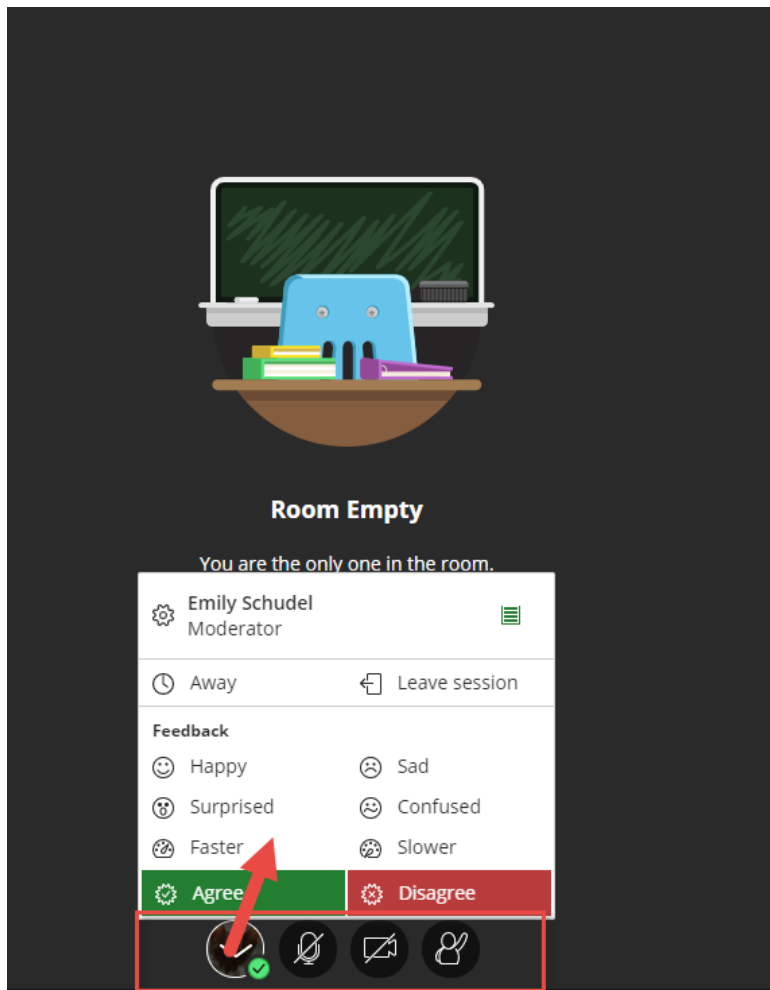 Room Empty
You are the only one in the room.
Emily Schudel
Moderator
Away
Leave session
Feedback
Happy
Sad
Surprised
Confused
Faster
Slower
Agree
Disagree